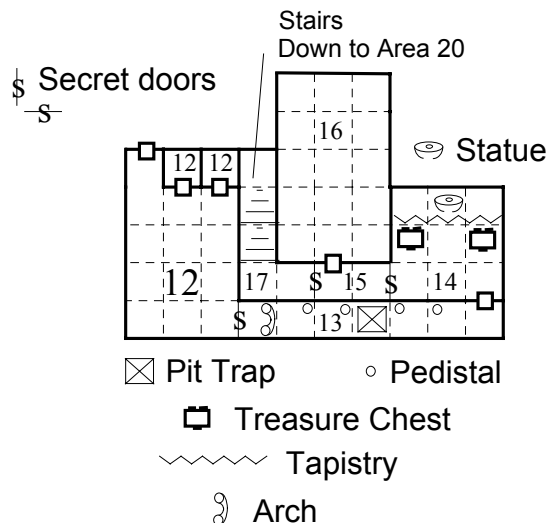 Stairs
Down to Area 20
S Secret doors
S
16
Statue
12 12
12
17 S 15 S 14
S 13
Pit Trap
Pedistal
Treasure Chest
Tapistry
Arch